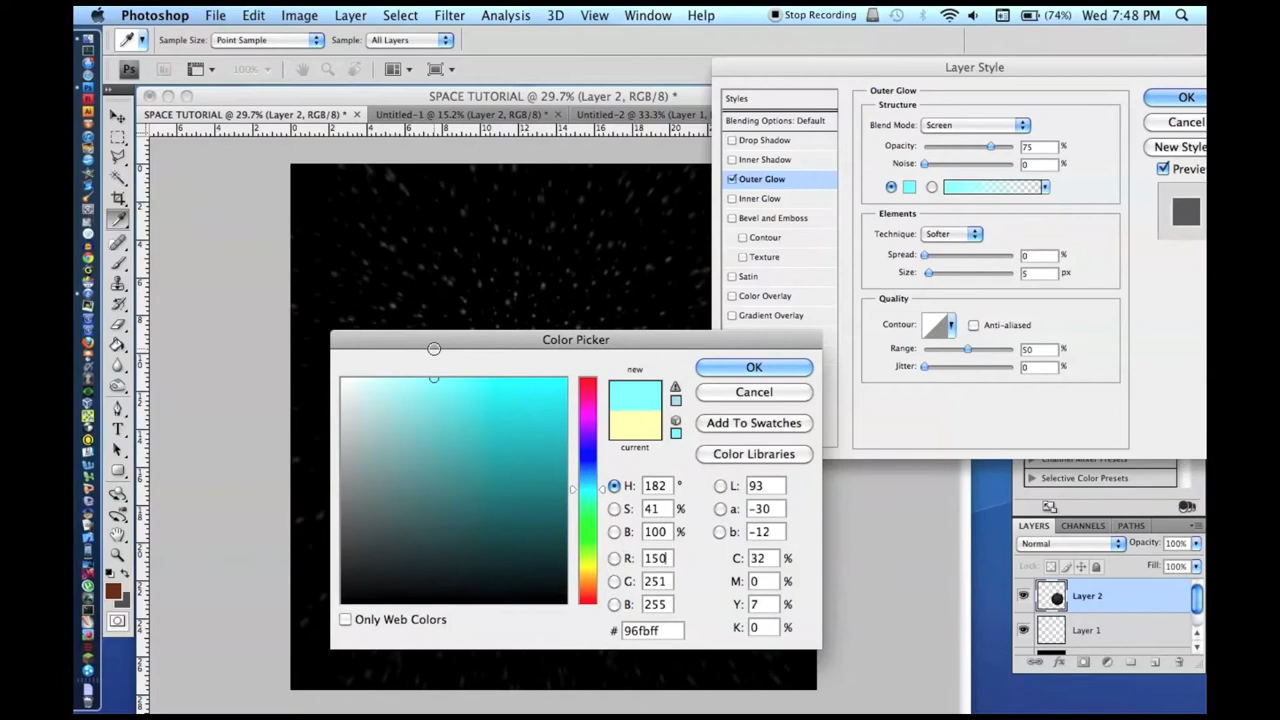 Photoshop File Edit Image Layer Select Filter Analysis 3D View Window Help Stop Recording (74%) Wed 7:48 PM
Sample Size: Point Sample Sample: All Layers
Ps 100%
Layer Style
SPACE TUTORIAL @ 29.7% (Layer 2, RGB/8) *
SPACE TUTORIAL @ 29.7% (Layer 2, RGB/8) * Untitled-1 @ 15.2% (Layer 2, RGB/8) * Untitled-2 @ 33.3% (Layer 1, RGB/8)
Styles
Blending Options: Default
Drop Shadow
Inner Shadow
Outer Glow
Inner Glow
Bevel and Emboss
Contour
Texture
Satin
Color Overlay
Gradient Overlay
Outer Glow
Structure
Blend Mode: Screen
Opacity: 75 %
Noise: 0 %
Elements
Technique: Softer
Spread: 0 %
Size: 5 px
Quality
Contour: Anti-aliased
Range: 50 %
Jitter: 0 %
OK
Cancel
New Style
Preview
Color Picker
new
current
OK
Cancel
Add To Swatches
Color Libraries
H: 182 ° L: 93
S: 41 % a: -30
B: 100 % b: -12
R: 150 C: 32 %
G: 251 M: 0 %
B: 255 Y: 7 %
# 96fbff K: 0 %
Only Web Colors
Selective Color Presets
LAYERS CHANNELS PATHS
Normal Opacity: 100%
Fill: 100%
Layer 2
Layer 1